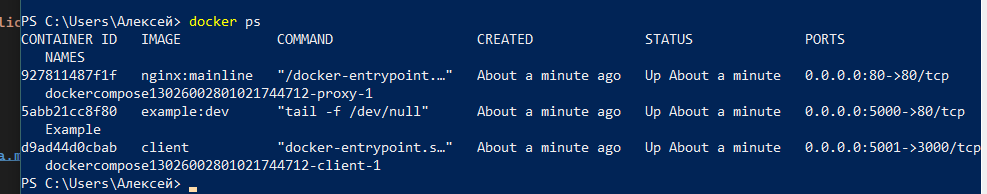 lic
PS C:\Users\Алексей> docker ps
CONTAINER ID IMAGE COMMAND CREATED STATUS PORTS
NAMES
927811487f1f nginx:mainline "/docker-entrypoint.…" About a minute ago Up About a minute 0.0.0.0:80->80/tcp
dockercompose13026002801021744712-proxy-1
5abb21cc8f80 example:dev "tail -f /dev/null" About a minute ago Up About a minute 0.0.0.0:5000->80/tcp
Example
d9ad44d0cbab client "docker-entrypoint.s…" About a minute ago Up About a minute 0.0.0.0:5001->3000/tcp
a.m
dockercompose13026002801021744712-client-1
PS C:\Users\Алексей>